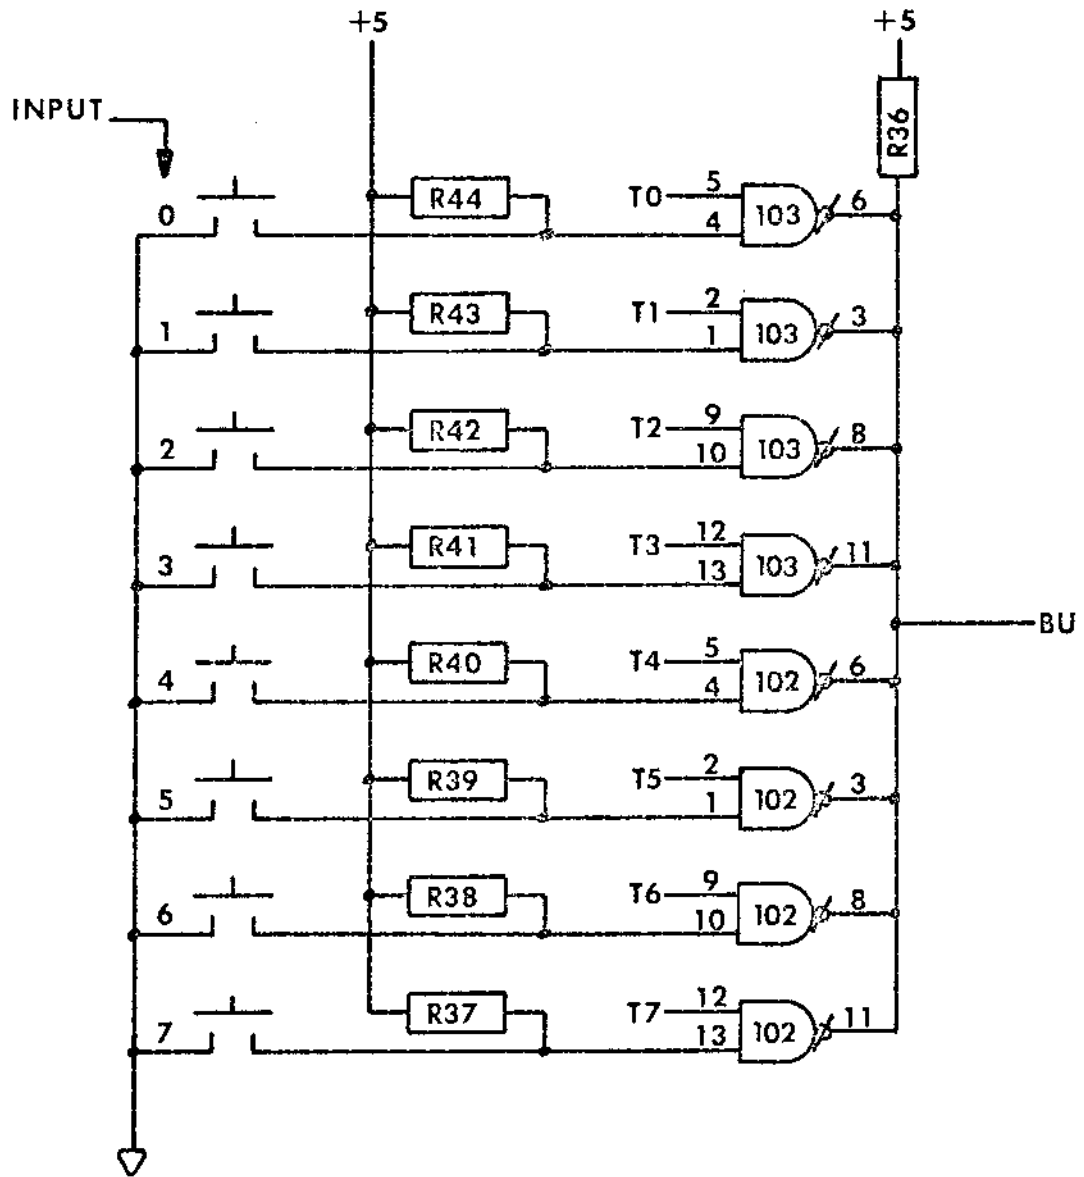 +5 +5
INPUT
R36
0 R44 T0 5 4 103 6
1 R43 T1 2 1 103 3
2 R42 T2 9 10 103 8
3 R41 T3 12 13 103 11
BU
4 R40 T4 5 4 102 6
5 R39 T5 2 1 102 3
6 R38 T6 9 10 102 8
7 R37 T7 12 13 102 11